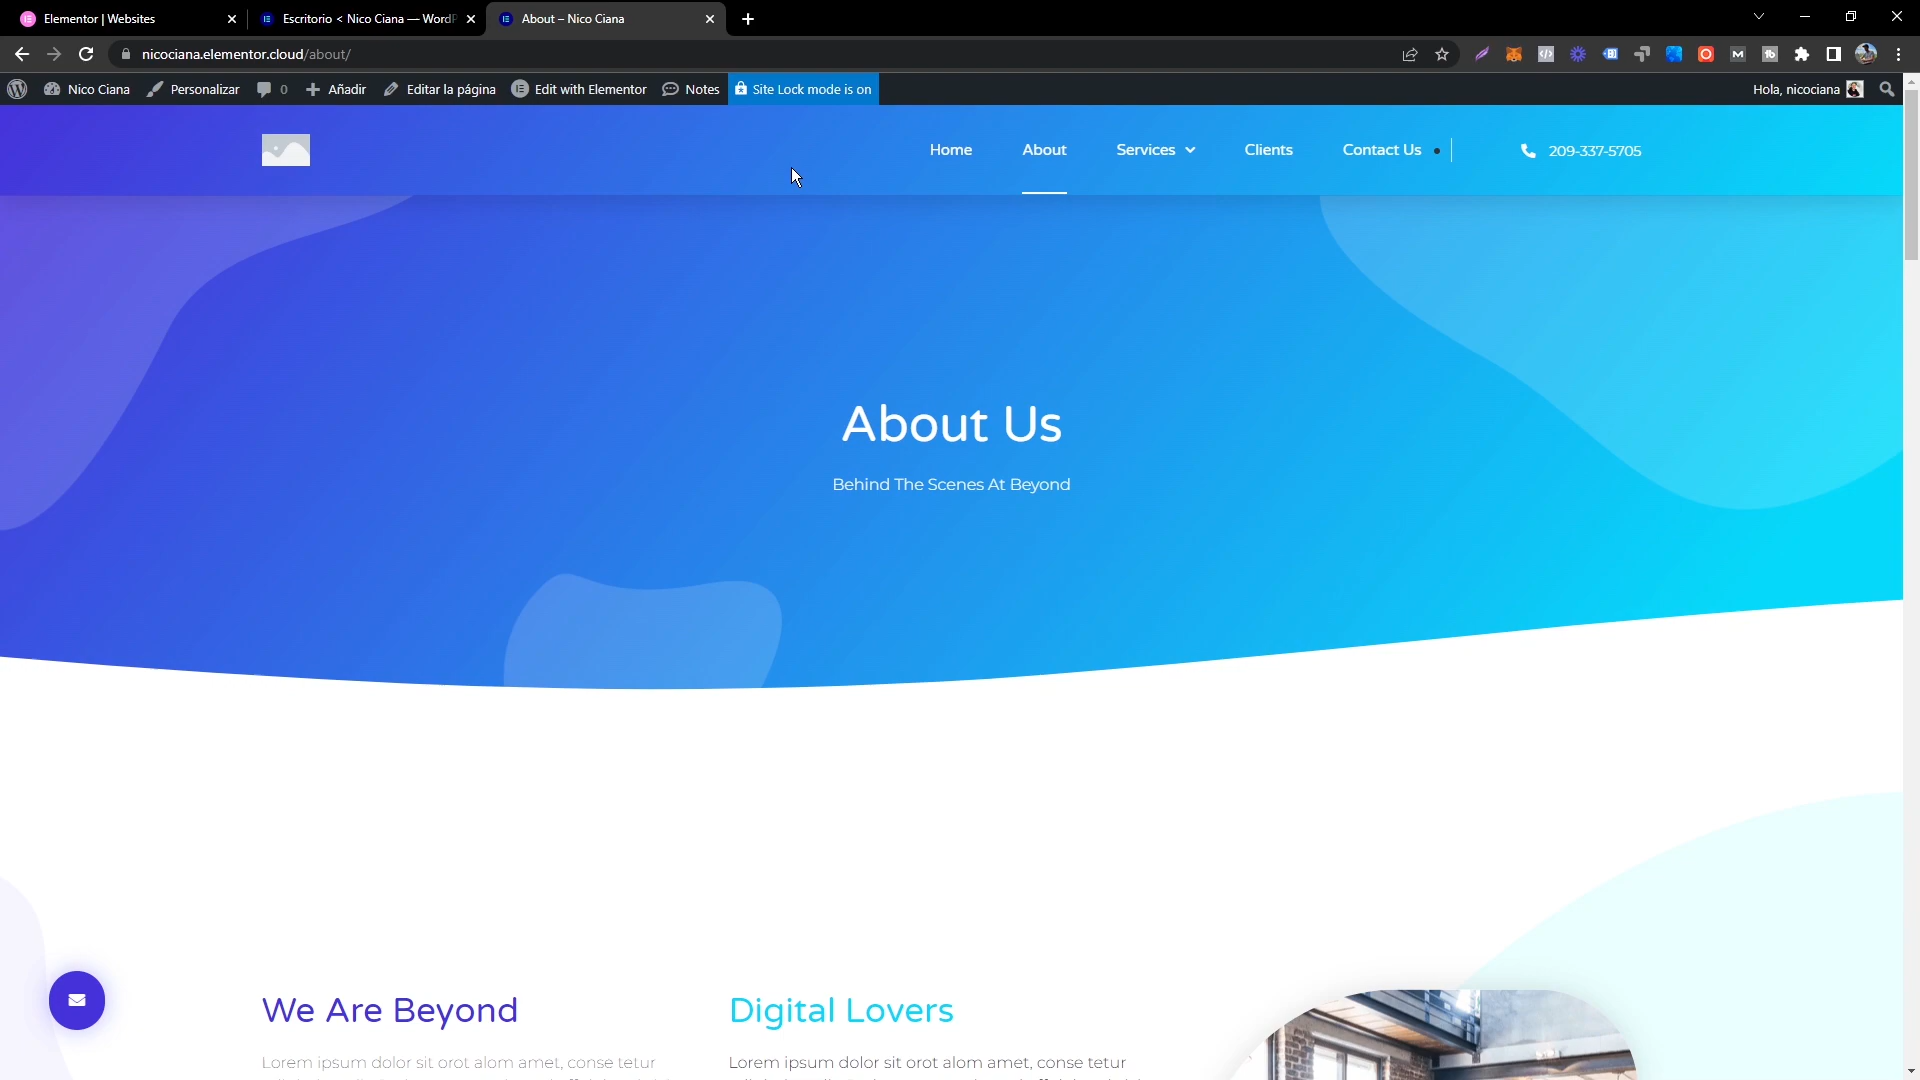 Elementor | Websites
Escritorio < Nico Ciana — WordP
About – Nico Ciana
nicociana.elementor.cloud/about/
Nico Ciana
Personalizar
0
Añadir
Editar la página
Edit with Elementor
Notes
Site Lock mode is on
Hola, nicociana
Home
About
Services
Clients
Contact Us
209-337-5705
About Us
Behind The Scenes At Beyond
We Are Beyond
Digital Lovers
Lorem ipsum dolor sit orot alom amet, conse tetur
Lorem ipsum dolor sit orot alom amet, conse tetur